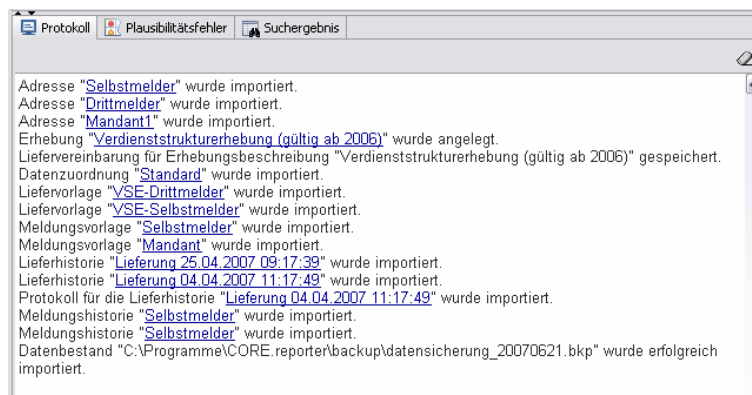 Protokoll Plausibilitätsfehler Suchergebnis
Adresse "Selbstmelder" wurde importiert.
Adresse "Drittmelder" wurde importiert.
Adresse "Mandant1" wurde importiert.
Erhebung "Verdienststrukturerhebung (gültig ab 2006)" wurde angelegt.
Liefervereinbarung für Erhebungsbeschreibung "Verdienststrukturerhebung (gültig ab 2006)" gespeichert.
Datenzuordnung "Standard" wurde importiert.
Liefervorlage "VSE-Drittmelder" wurde importiert.
Liefervorlage "VSE-Selbstmelder" wurde importiert.
Meldungsvorlage "Selbstmelder" wurde importiert.
Meldungsvorlage "Mandant" wurde importiert.
Lieferhistorie "Lieferung 25.04.2007 09:17:39" wurde importiert.
Lieferhistorie "Lieferung 04.04.2007 11:17:49" wurde importiert.
Protokoll für die Lieferhistorie "Lieferung 04.04.2007 11:17:49" wurde importiert.
Meldungshistorie "Selbstmelder" wurde importiert.
Meldungshistorie "Selbstmelder" wurde importiert.
Datenbestand "C:\Programme\CORE.reporter\backup\datensicherung_20070621.bkp" wurde erfolgreich
importiert.